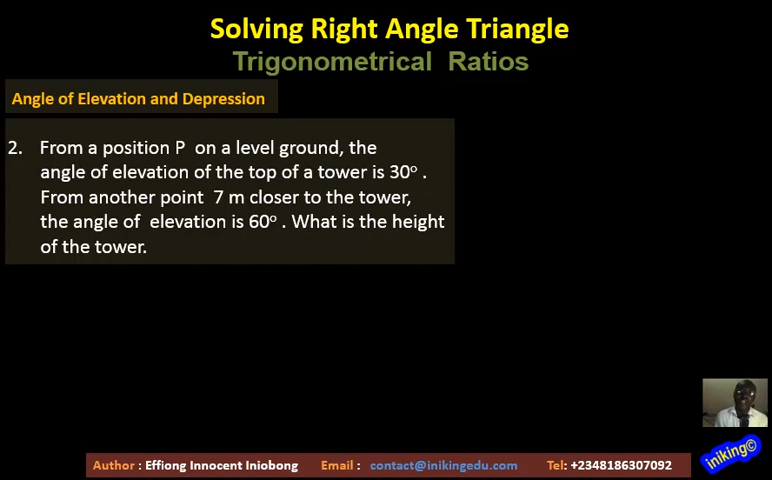 Solving Right Angle Triangle
Trigonometrical Ratios
Angle of Elevation and Depression
2. From a position P on a level ground, the
angle of elevation of the top of a tower is 30° .
From another point 7 m closer to the tower,
the angle of elevation is 60° . What is the height
of the tower.
iniking©
Author : Effiong Innocent Iniobong Email : contact@inikingedu.com Tel: +2348186307092